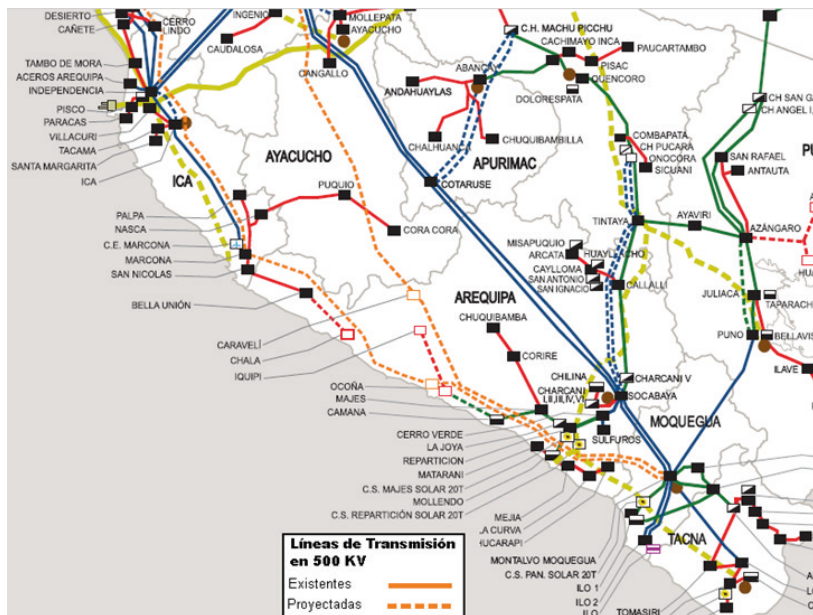 DESIERTO
CAÑETE
CERRO
LINDO
TAMBO DE MORA
ACEROS AREQUIPA
INDEPENDENCIA
PISCO
PARACAS
VILLACURI
TACAMA
SANTA MARGARITA
ICA
INGENIO
CAUDALOSA
MOLLEPATA
AYACUCHO
CANGALLO
ICA
AYACUCHO
PUQUIO
CORA CORA
PALPA
NASCA
C.E. MARCONA
MARCONA
SAN NICOLAS
BELLA UNIÓN
CARAVELÍ
CHALA
IQUIPI
C.H. MACHU PICCHU
CACHIMAYO INCA
PAUCARTAMBO
PISAC
QUENCORO
DOLORESPATA
ABANCAY
ANDAHUAYLAS
CHALHUANCA
CHUQUIBAMBILLA
APURIMAC
COTARUSE
COMBAPATA
CH PUCARA
ONOCORA
SICUANI
CH SAN G
CH ANGEL I
SAN RAFAEL
ANTAUTA
PU
TINTAYA
AYAVIRI
AZÁNGARO
MISAPUQUIO
ARCATA
HUAYLLACHO
CAYLLOMA
SAN ANTONIO
SAN IGNACIO
CALLALLI
HU
JULIACA
TAPARACH
PUNO
BELLAVIS
ILAVE
AREQUIPA
CHUQUIBAMBA
CORIRE
OCOÑA
MAJES
CAMANA
CHILINA
CHARCANI
I,II,III,IV,VI
CHARCANI V
SOCABAYA
SULFUROS
MOQUEGUA
CERRO VERDE
LA JOYA
REPARTICION
MATARANI
C.S. MAJES SOLAR 20T
MOLLENDO
C.S. REPARTICIÓN SOLAR 20T
MEJIA
LA CURVA
HUCARAPI
MONTALVO MOQUEGUA
C.S. PAN. SOLAR 20T
ILO 1
ILO 2
ILO
TACNA
TOMASIRI
Líneas de Transmisión
en 500 KV
Existentes
Proyectadas